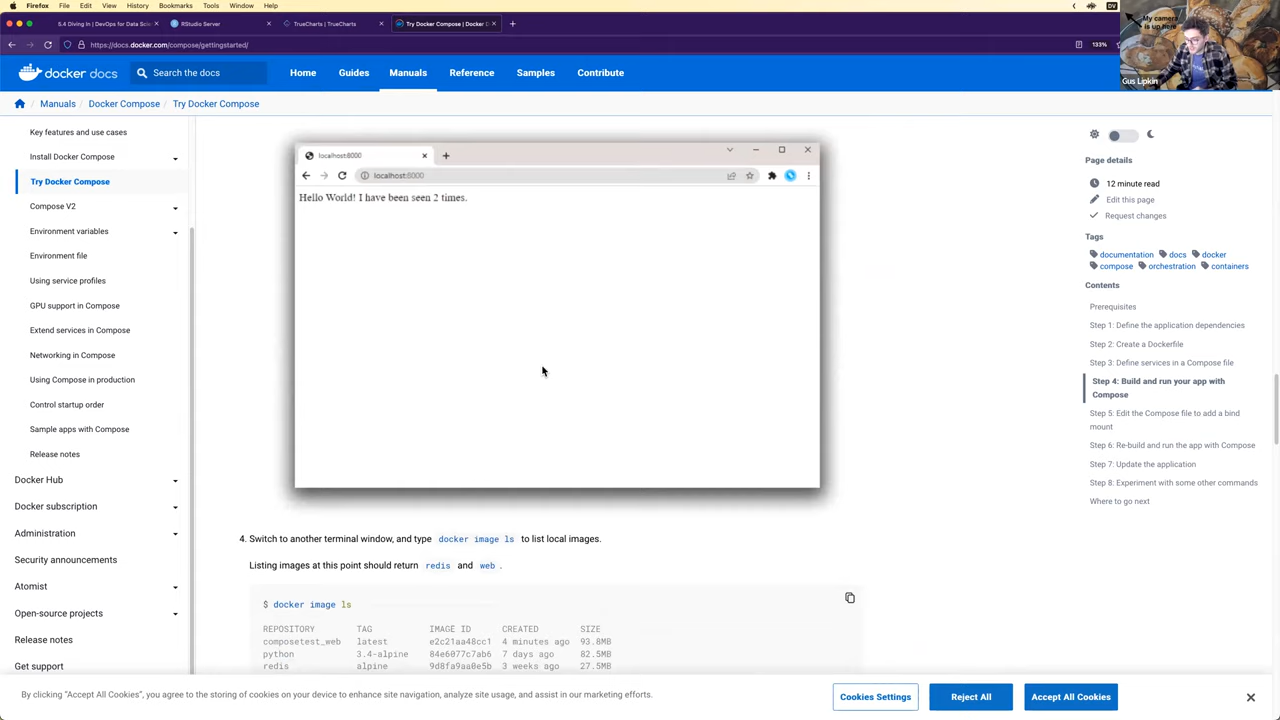 Firefox File Edit View History Bookmarks Tools Window Help
5.4 Diving In | DevOps for Data Scie
RStudio Server
TrueCharts | TrueCharts
Try Docker Compose | Docker D
https://docs.docker.com/compose/gettingstarted/
133%
My camera
is up here
Gus Lipkin
docker docs
Search the docs
Home Guides Manuals Reference Samples Contribute
Manuals / Docker Compose / Try Docker Compose
Key features and use cases
Install Docker Compose
Try Docker Compose
Compose V2
Environment variables
Environment file
Using service profiles
GPU support in Compose
Extend services in Compose
Networking in Compose
Using Compose in production
Control startup order
Sample apps with Compose
Release notes
Docker Hub
Docker subscription
Administration
Security announcements
Atomist
Open-source projects
Release notes
Get support
localhost:8000
localhost:8000
Hello World! I have been seen 2 times.
4. Switch to another terminal window, and type docker image ls to list local images.
Listing images at this point should return redis and web .
$ docker image ls
REPOSITORY TAG IMAGE ID CREATED SIZE
composetest_web latest e2c21aa48cc1 4 minutes ago 93.8MB
python 3.4-alpine 84e6077c7ab6 7 days ago 82.5MB
redis alpine 9d8fa9aa0e5b 3 weeks ago 27.5MB
Page details
12 minute read
Edit this page
Request changes
Tags
documentation docs docker
compose orchestration containers
Contents
Prerequisites
Step 1: Define the application dependencies
Step 2: Create a Dockerfile
Step 3: Define services in a Compose file
Step 4: Build and run your app with
Compose
Step 5: Edit the Compose file to add a bind
mount
Step 6: Re-build and run the app with Compose
Step 7: Update the application
Step 8: Experiment with some other commands
Where to go next
By clicking “Accept All Cookies”, you agree to the storing of cookies on your device to enhance site navigation, analyze site usage, and assist in our marketing efforts.
Cookies Settings
Reject All
Accept All Cookies